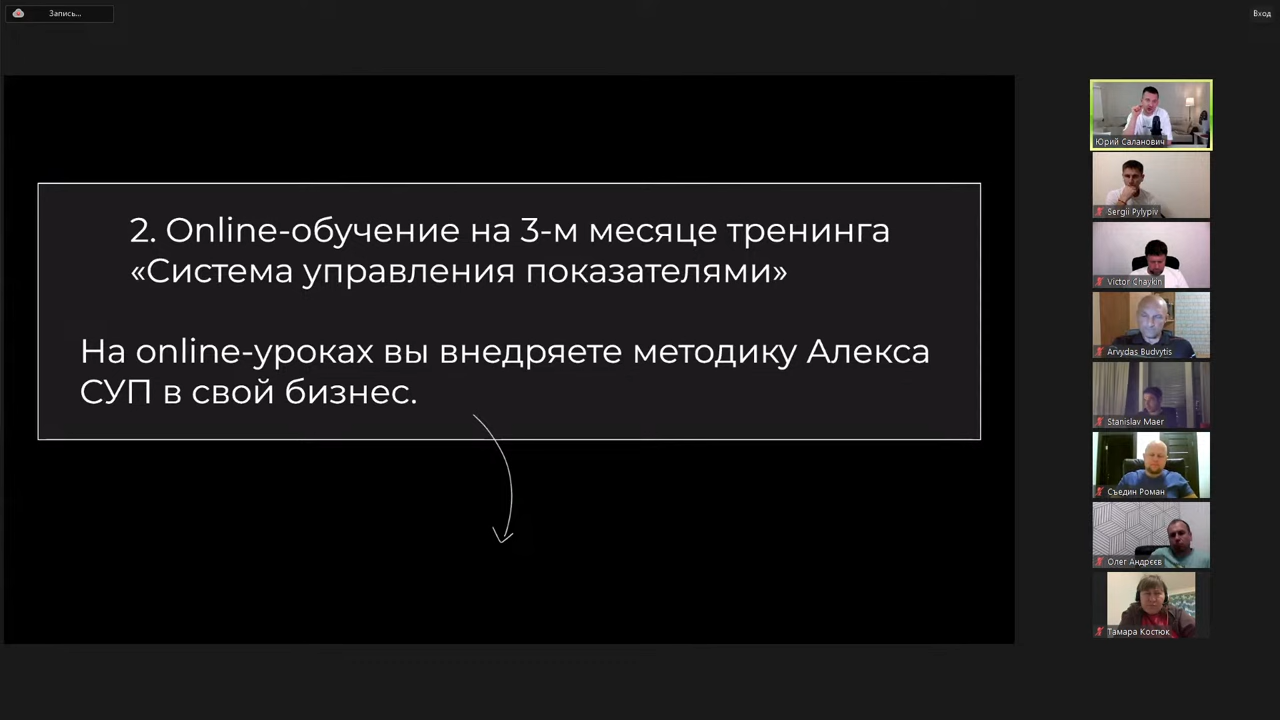 Запись...
Вход
2. Online-обучение на 3-м месяце тренинга
«Система управления показателями»
На online-уроках вы внедряете методику Алекса
СУП в свой бизнес.
Юрий Саланович
Sergii Pylypiv
Victor Chaykin
Arvydas Budvytis
Stanislav Maer
Съедин Роман
Олег Андрєєв
Тамара Костюк